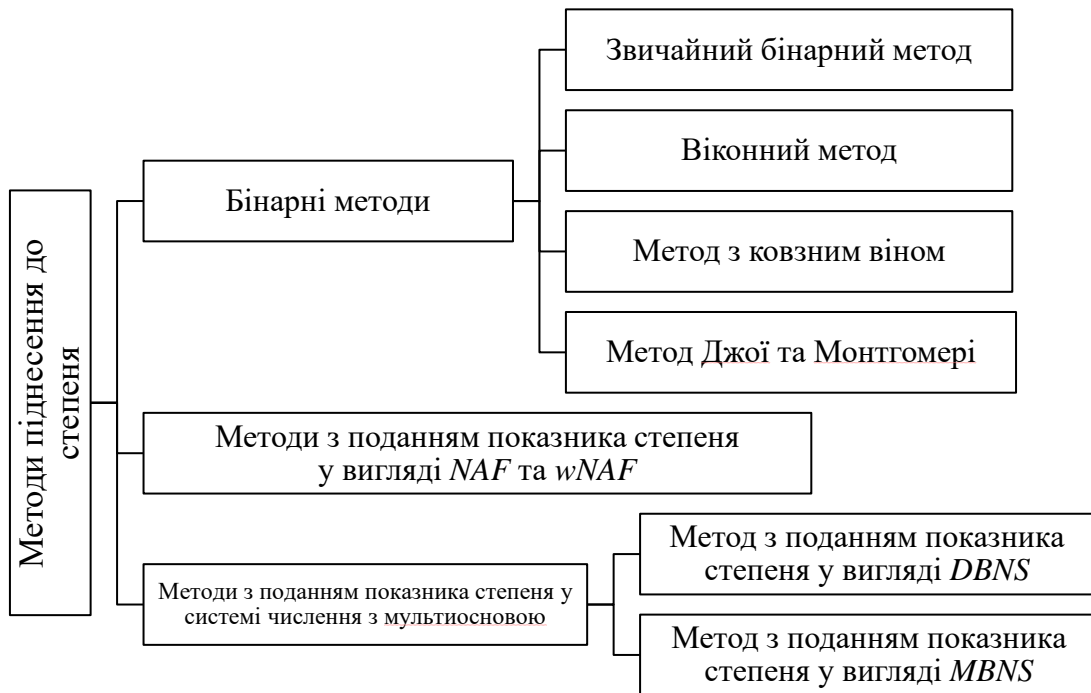 Методи піднесення до
степеня
Бінарні методи
Звичайний бінарний метод
Віконний метод
Метод з ковзним віном
Метод Джої та Монтгомері
Методи з поданням показника степеня
у вигляді NAF та wNAF
Методи з поданням показника степеня у
системі числення з мультиосновою
Метод з поданням показника
степеня у вигляді DBNS
Метод з поданням показника
степеня у вигляді MBNS